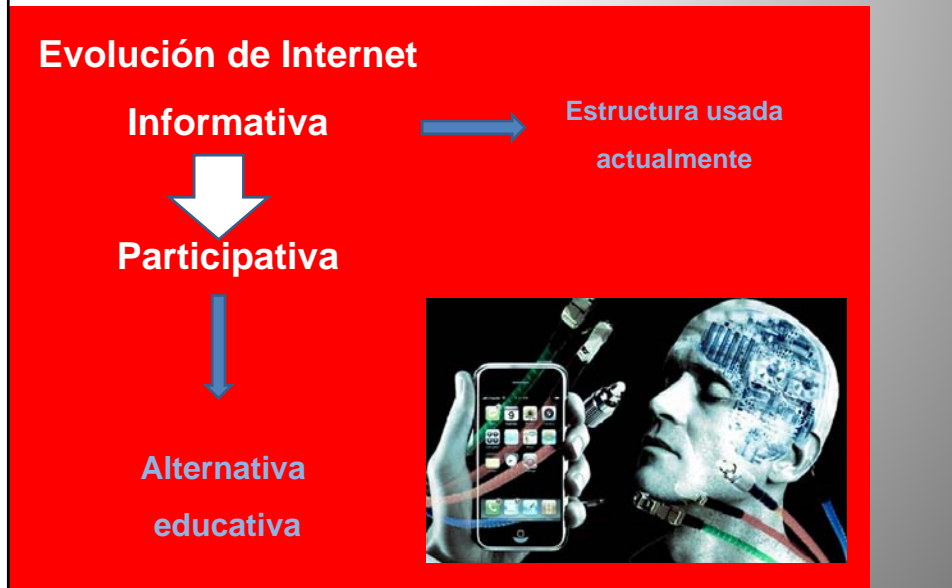 Evolución de Internet
Informativa
Estructura usada
actualmente
Participativa
Alternativa
educativa